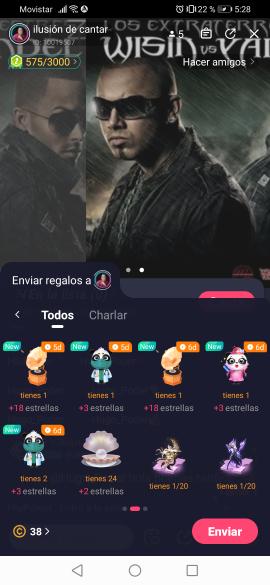 Movistar 22 % 5:28
LOS EXTRATERR
WISIN vs YAN
ilusión de cantar
ID: 10019507
5
575/3000 >
Hacer amigos >
Enviar regalos a
Todos Charlar
New 5d New 5d New 6d New 6d
tienes 1 tienes 1 tienes 1 tienes 1
+18 estrellas +3 estrellas +18 estrellas +3 estrellas
New 6d
tienes 2 tienes 24 tienes 1/20 tienes 1/20
+3 estrellas +2 estrellas
38 >
Enviar